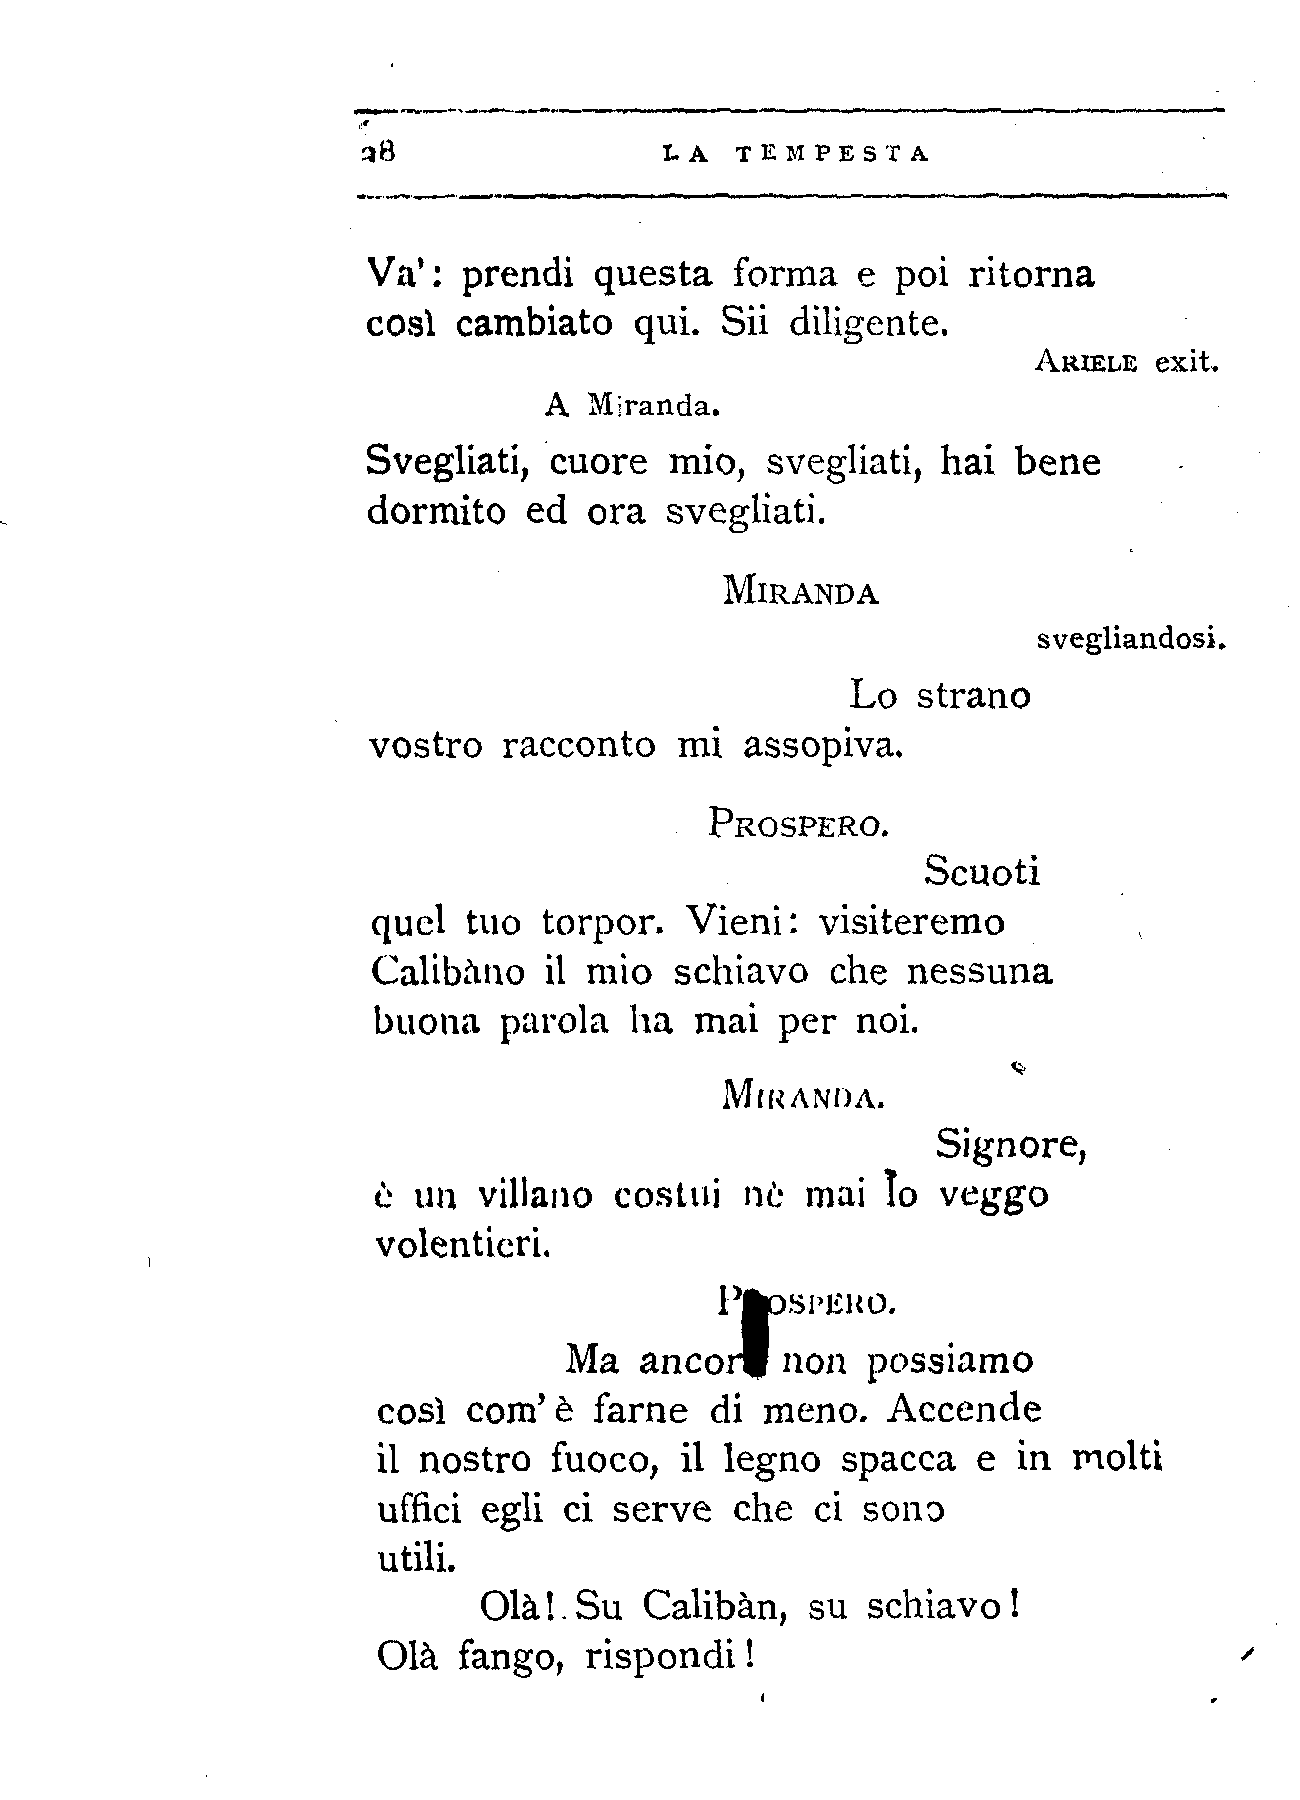 28 LA TEMPESTA
Va': prendi questa forma e poi ritorna
così cambiato qui. Sii diligente.
ARIELE exit.
A Miranda.
Svegliati, cuore mio, svegliati, hai bene
dormito ed ora svegliati.
MIRANDA
svegliandosi.
Lo strano
vostro racconto mi assopiva.
PROSPERO.
Scuoti
quel tuo torpor. Vieni: visiteremo
Calibàno il mio schiavo che nessuna
buona parola ha mai per noi.
MIRANDA.
Signore,
è un villano costui nè mai lo veggo
volentieri.
PROSPERO.
Ma ancor non possiamo
così com' è farne di meno. Accende
il nostro fuoco, il legno spacca e in molti
uffici egli ci serve che ci sono
utili.
Olà!. Su Calibàn, su schiavo!
Olà fango, rispondi!